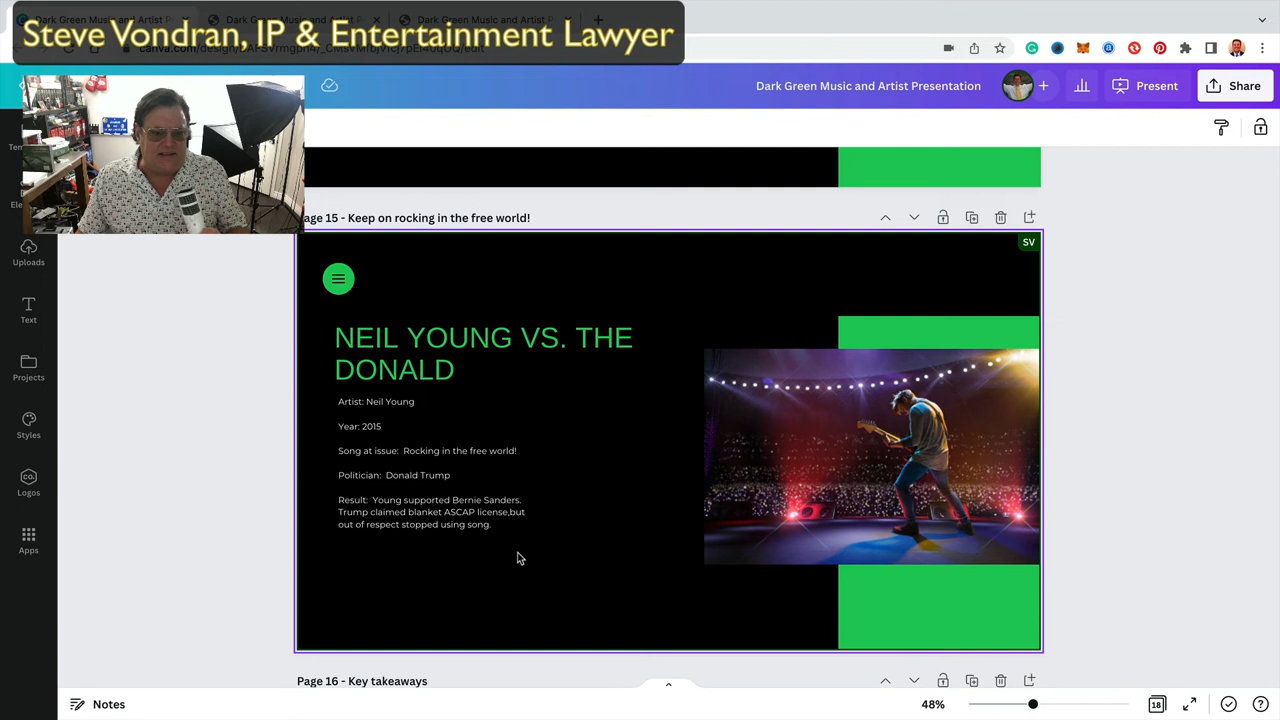 Steve Vondran, IP & Entertainment Lawyer
Dark Green Music and Artist Presentation
Present
Share
age 15 - Keep on rocking in the free world!
SV
Uploads
Text
Projects
Styles
Logos
Apps
NEIL YOUNG VS. THE
DONALD
Artist: Neil Young
Year: 2015
Song at issue: Rocking in the free world!
Politician: Donald Trump
Result: Young supported Bernie Sanders.
Trump claimed blanket ASCAP license,but
out of respect stopped using song.
Page 16 - Key takeaways
Notes
48%
18